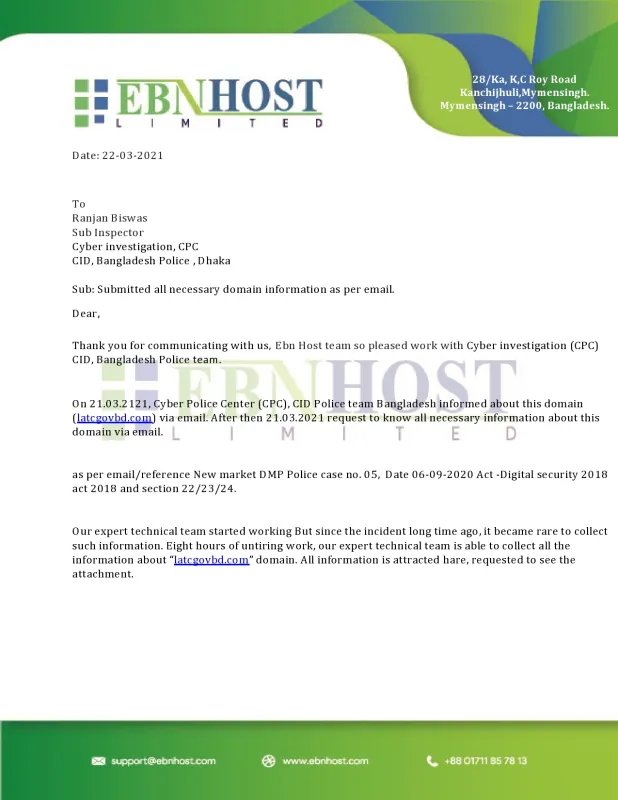 EBNHOST
LIMITED
28/Ka, K,C Roy Road
Kanchijhuli,Mymensingh.
Mymensingh – 2200, Bangladesh.
Date: 22-03-2021
To
Ranjan Biswas
Sub Inspector
Cyber investigation, CPC
CID, Bangladesh Police , Dhaka
Sub: Submitted all necessary domain information as per email.
Dear,
Thank you for communicating with us, Ebn Host team so pleased work with Cyber investigation (CPC)
CID, Bangladesh Police team.
EBNHOST
LIMITED
On 21.03.2121, Cyber Police Center (CPC), CID Police team Bangladesh informed about this domain
(latcgovbd.com) via email. After then 21.03.2021 request to know all necessary information about this
domain via email.
as per email/reference New market DMP Police case no. 05, Date 06-09-2020 Act -Digital security 2018
act 2018 and section 22/23/24.
Our expert technical team started working But since the incident long time ago, it became rare to collect
such information. Eight hours of untiring work, our expert technical team is able to collect all the
information about “latcgovbd.com” domain. All information is attracted hare, requested to see the
attachment.
support@ebnhost.com
www.ebnhost.com
+88 01711 85 78 13